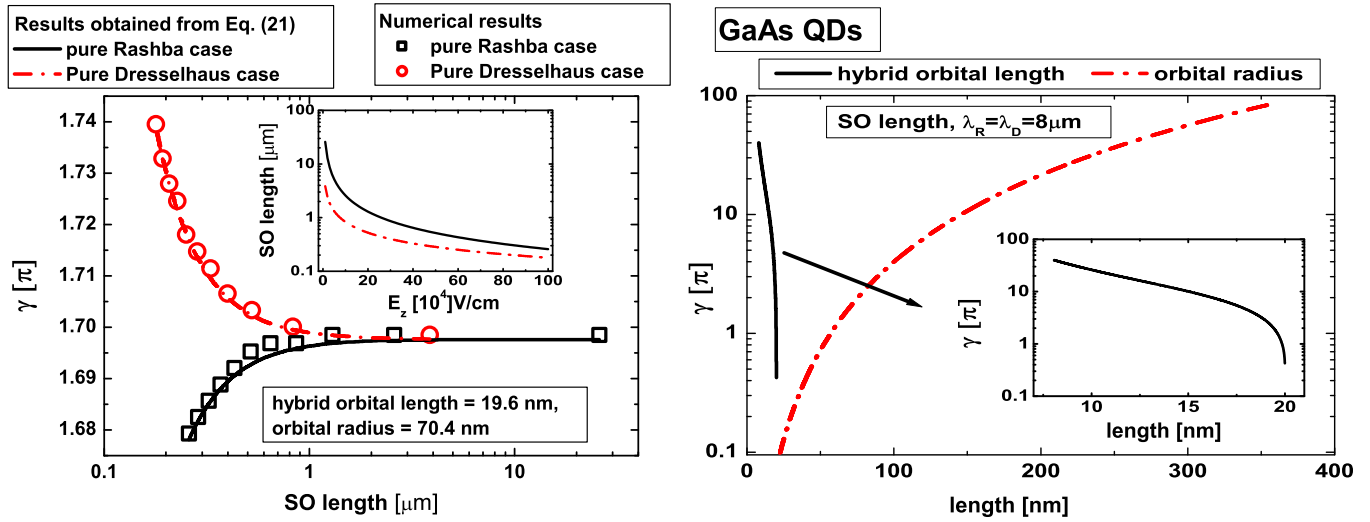 Results obtained from Eq. (21)
pure Rashba case
Pure Dresselhaus case
Numerical results
pure Rashba case
Pure Dresselhaus case
1.74
1.73
1.72
1.71
1.70
1.69
1.68
γ [π]
0.1
1
10
SO length [μm]
100
10
1
0.1
SO length [μm]
0
20
40
60
80
100
E_z [10^4]V/cm
hybrid orbital length = 19.6 nm,
orbital radius = 70.4 nm
GaAs QDs
hybrid orbital length
orbital radius
SO length, λ_R=λ_D=8μm
100
10
1
0.1
γ [π]
0
50
100
150
200
250
300
350
400
length [nm]
100
10
1
0.1
γ [π]
10
15
20
length [nm]